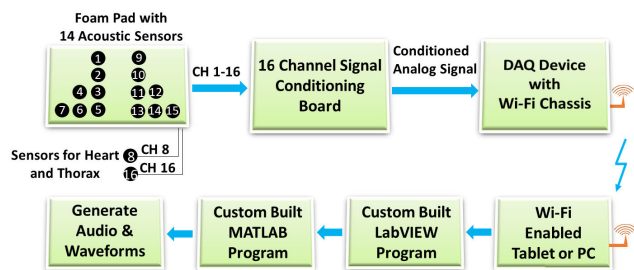 Foam Pad with
14 Acoustic Sensors
1 9
2 10
4 3 11 12
7 6 5 13 14 15
CH 1-16
16 Channel Signal
Conditioning
Board
Conditioned
Analog Signal
DAQ Device
with
Wi-Fi Chassis
Sensors for Heart
and Thorax
8 CH 8
16 CH 16
Generate
Audio &
Waveforms
Custom Built
MATLAB
Program
Custom Built
LabVIEW
Program
Wi-Fi
Enabled
Tablet or PC